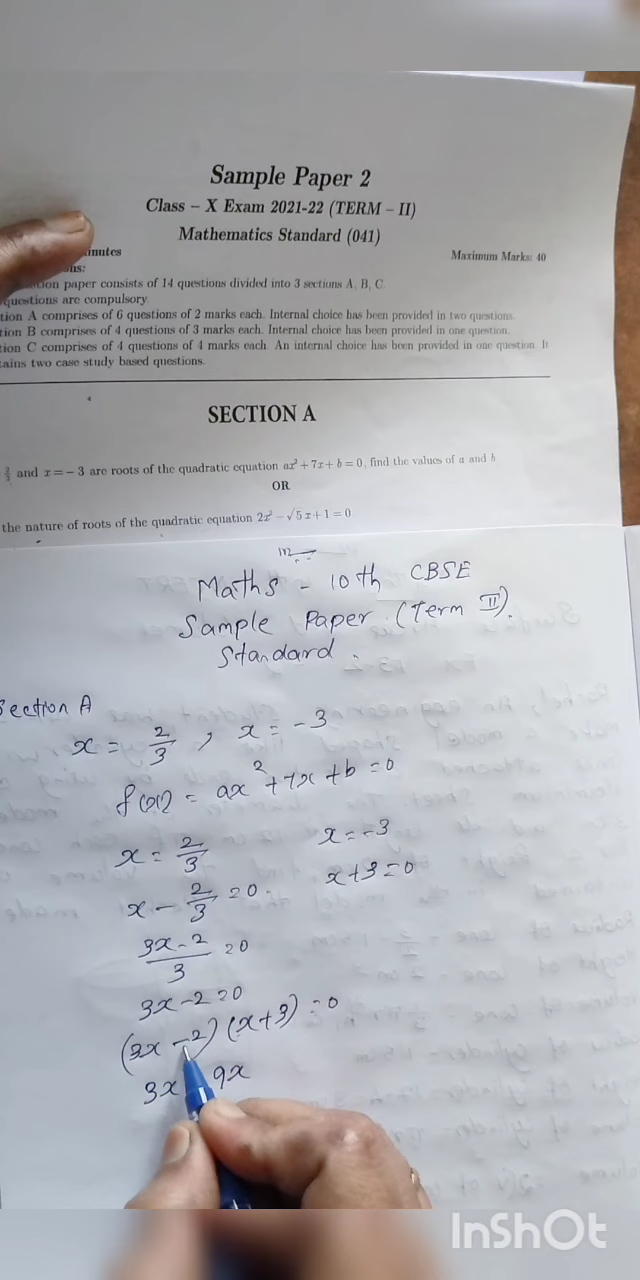 Sample Paper 2
Class – X Exam 2021-22 (TERM – II)
Mathematics Standard (041)
Maximum Marks: 40
paper consists of 14 questions divided into 3 sections A, B, C.
questions are compulsory
tion A comprises of 6 questions of 2 marks each. Internal choice has been provided in two questions.
tion B comprises of 4 questions of 3 marks each. Internal choice has been provided in one question.
tion C comprises of 4 questions of 4 marks each. An internal choice has been provided in one question. It
tains two case study based questions.
SECTION A
2/3 and x = – 3 are roots of the quadratic equation ax² + 7x + b = 0, find the values of a and b
OR
the nature of roots of the quadratic equation 2x² – √5 x + 1 = 0
Maths - 10th CBSE
Sample Paper (Term II).
Standard.
Section A
x = 2/3 , x = -3
f(x) = ax² + 7x + b = 0
x = 2/3 x = -3
x - 2/3 = 0. x + 3 = 0
3x - 2/3 = 0
3x - 2 = 0
(3x - 2) (x + 3) = 0
3x 9x
InShOt